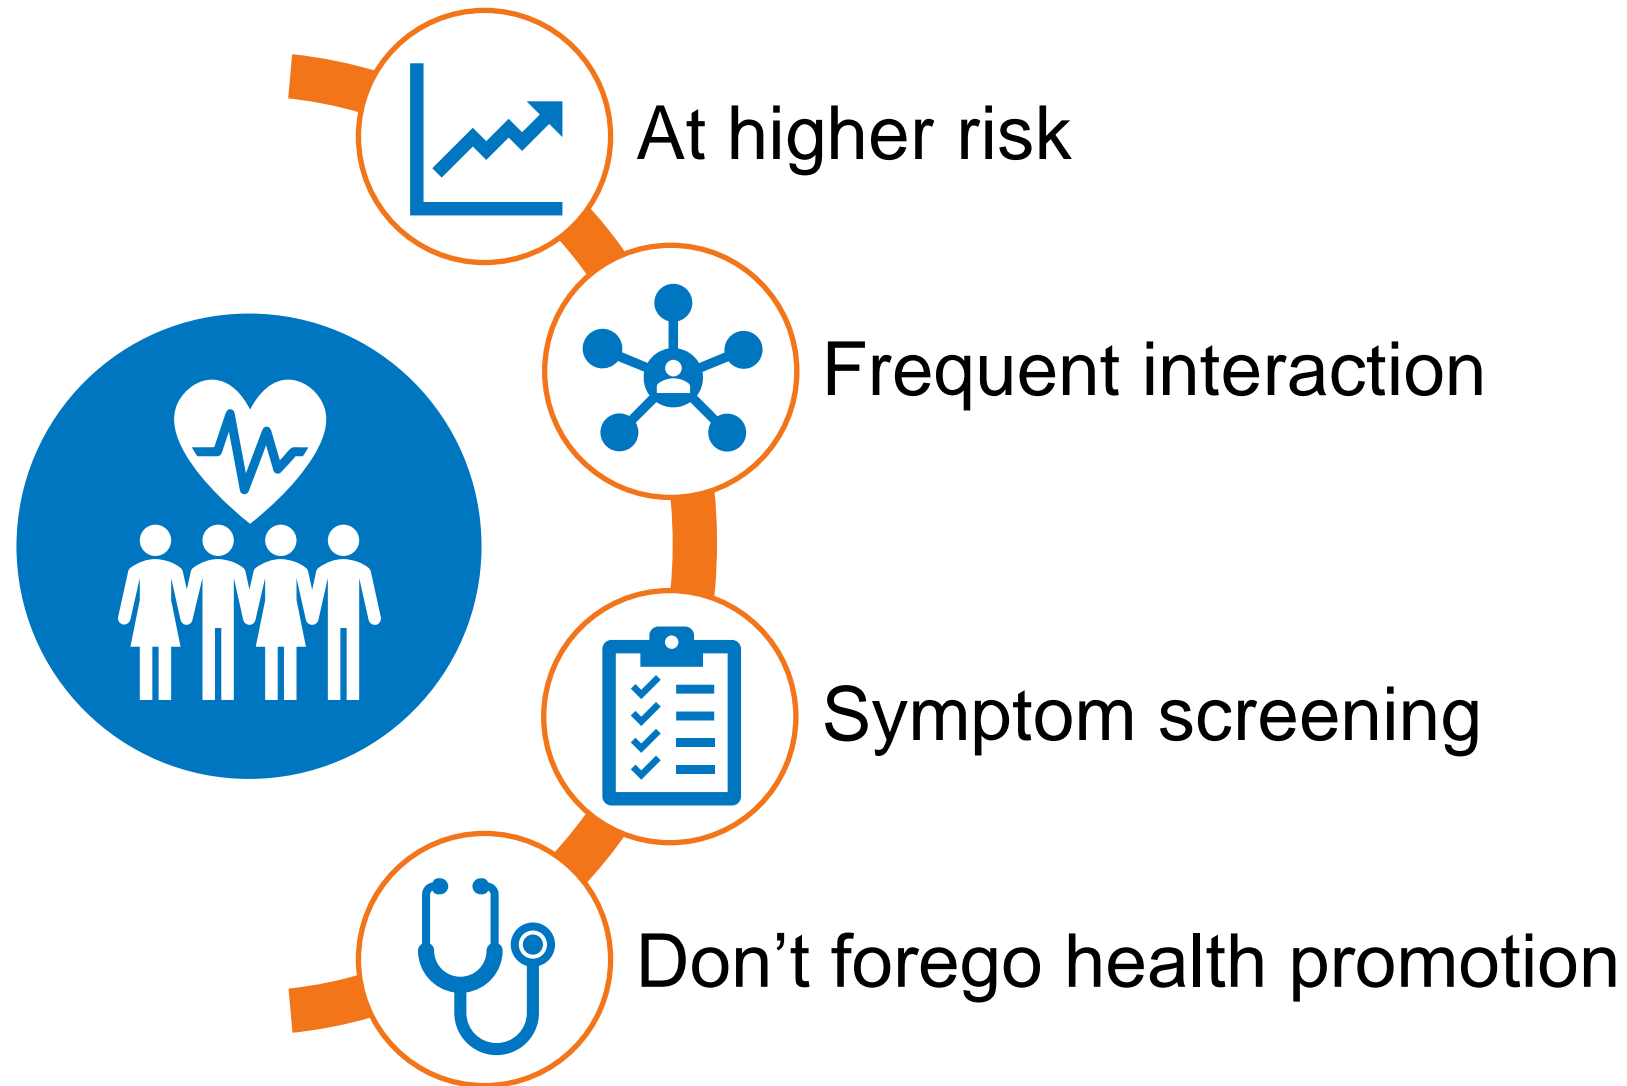 At higher risk
Frequent interaction
Symptom screening
Don’t forego health promotion